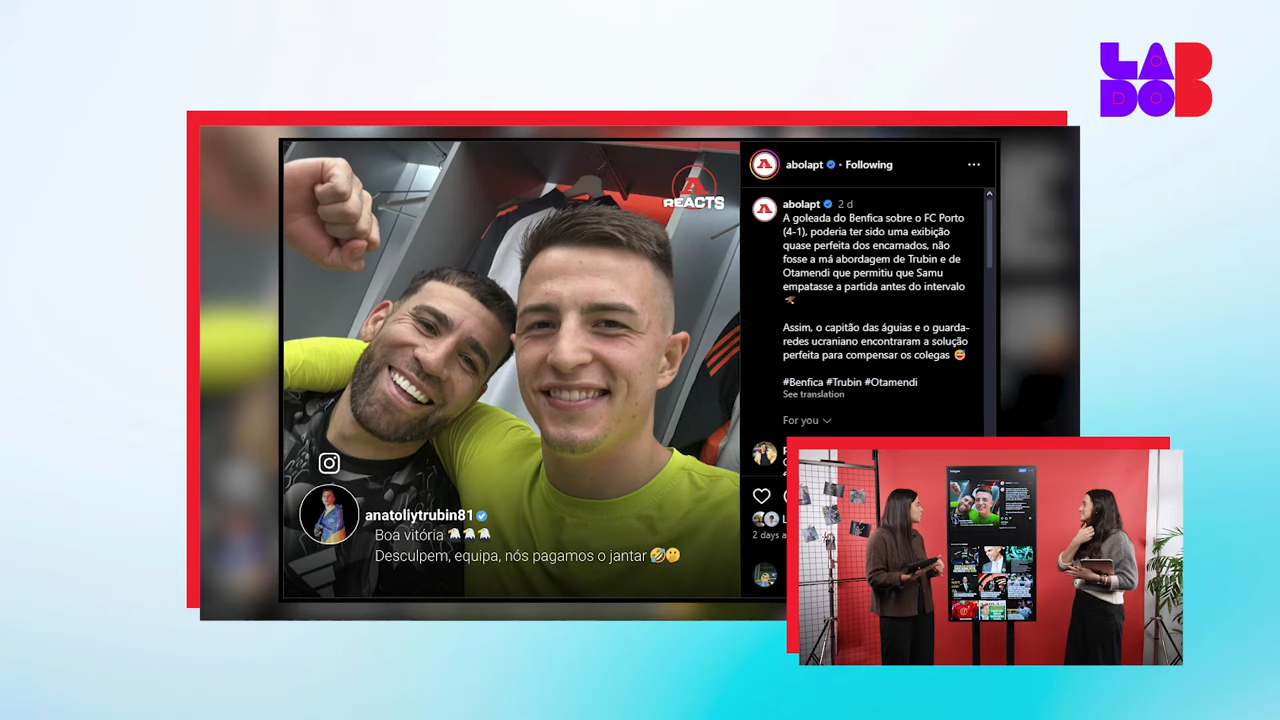 LA B
DO
A
REACTS
abolapt • Following
abolapt 2 d
A goleada do Benfica sobre o FC Porto
(4-1), poderia ter sido uma exibição
quase perfeita dos encarnados, não
fosse a má abordagem de Trubin e de
Otamendi que permitiu que Samu
empatasse a partida antes do intervalo
🦅
Assim, o capitão das águias e o guarda-
redes ucraniano encontraram a solução
perfeita para compensar os colegas 😅
#Benfica #Trubin #Otamendi
See translation
For you
2 days a
anatoliytrubin81
Boa vitória 🦅🦅🦅
Desculpem, equipa, nós pagamos o jantar 🤣🤫